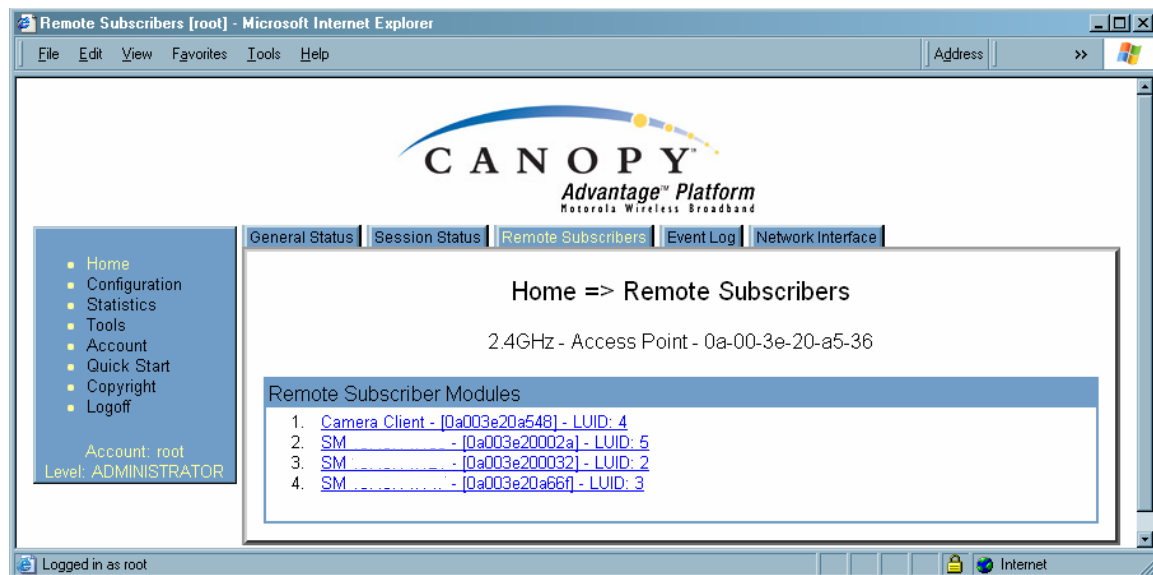 Remote Subscribers [root] - Microsoft Internet Explorer
File Edit View Favorites Tools Help Address »
CANOPY™
Advantage™ Platform
Motorola Wireless Broadband
General Status Session Status Remote Subscribers Event Log Network Interface
Home
Configuration
Statistics
Tools
Account
Quick Start
Copyright
Logoff
Account: root
Level: ADMINISTRATOR
Home => Remote Subscribers
2.4GHz - Access Point - 0a-00-3e-20-a5-36
Remote Subscriber Modules
1. Camera Client - [0a003e20a548] - LUID: 4
2. SM - [0a003e20002a] - LUID: 5
3. SM - [0a003e200032] - LUID: 2
4. SM - [0a003e20a66f] - LUID: 3
Logged in as root Internet